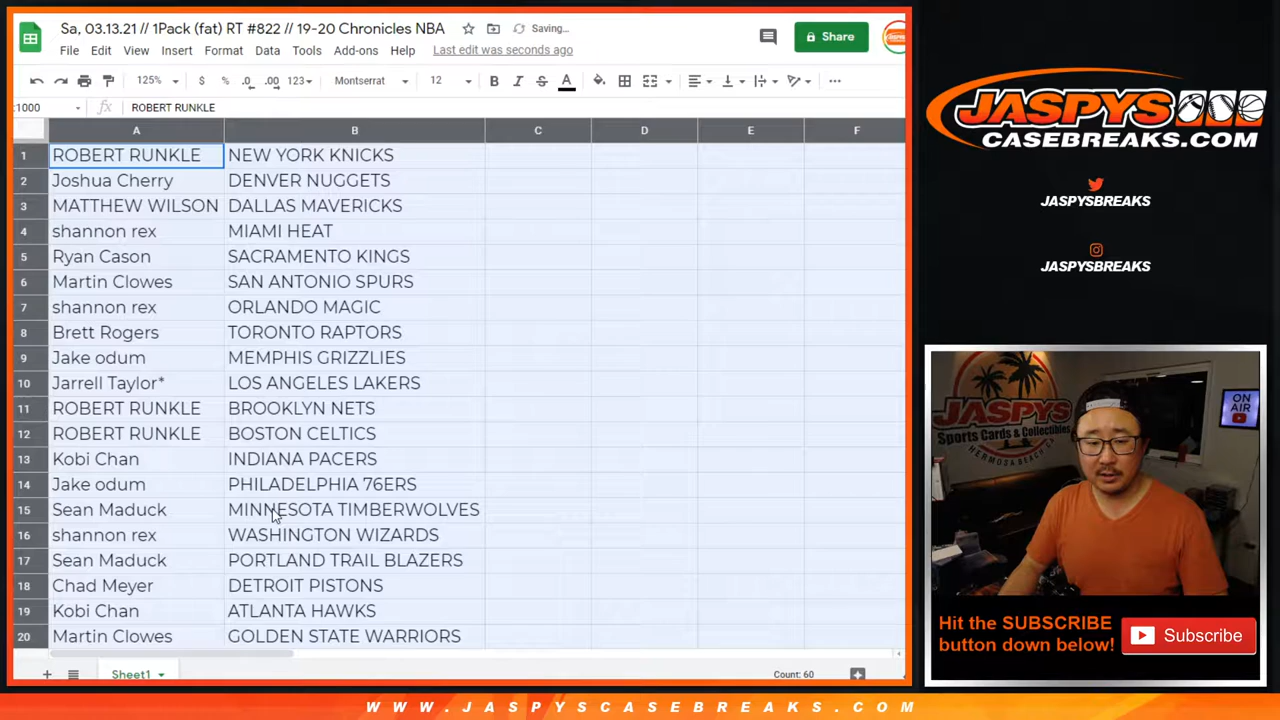 Sa, 03.13.21 // 1Pack (fat) RT #822 // 19-20 Chronicles NBA
Saving...
File Edit View Insert Format Data Tools Add-ons Help Last edit was seconds ago
Share
125% $ % .0 .00 123 Montserrat 12 B I S A
:1000 fx ROBERT RUNKLE
A B C D E F
1 ROBERT RUNKLE NEW YORK KNICKS
2 Joshua Cherry DENVER NUGGETS
3 MATTHEW WILSON DALLAS MAVERICKS
4 shannon rex MIAMI HEAT
5 Ryan Cason SACRAMENTO KINGS
6 Martin Clowes SAN ANTONIO SPURS
7 shannon rex ORLANDO MAGIC
8 Brett Rogers TORONTO RAPTORS
9 Jake odum MEMPHIS GRIZZLIES
10 Jarrell Taylor* LOS ANGELES LAKERS
11 ROBERT RUNKLE BROOKLYN NETS
12 ROBERT RUNKLE BOSTON CELTICS
13 Kobi Chan INDIANA PACERS
14 Jake odum PHILADELPHIA 76ERS
15 Sean Maduck MINNESOTA TIMBERWOLVES
16 shannon rex WASHINGTON WIZARDS
17 Sean Maduck PORTLAND TRAIL BLAZERS
18 Chad Meyer DETROIT PISTONS
19 Kobi Chan ATLANTA HAWKS
20 Martin Clowes GOLDEN STATE WARRIORS
Sheet1
Count: 60
JASPYS
CASEBREAKS.COM
JASPYSBREAKS
JASPYSBREAKS
JASPYS
Sports Cards & Collectibles
HERMOSA BEACH
ON AIR
Hit the SUBSCRIBE
button down below!
Subscribe
WWW.JASPYSCASEBREAKS.COM